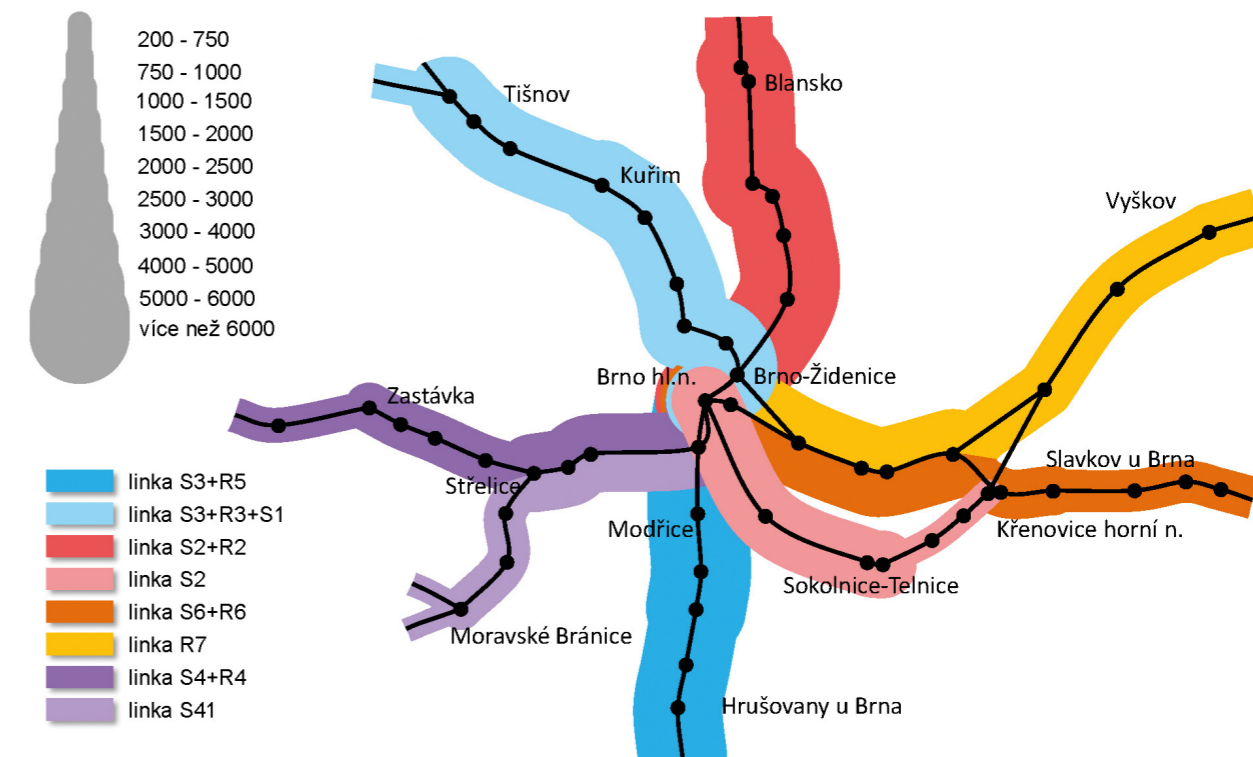 200 - 750
750 - 1000
1000 - 1500
1500 - 2000
2000 - 2500
2500 - 3000
3000 - 4000
4000 - 5000
5000 - 6000
více než 6000
Tišnov
Blansko
Kuřim
Vyškov
Brno hl.n.
Brno-Židenice
Zastávka
Slavkov u Brna
Střelice
Modřice
Křenovice horní n.
Sokolnice-Telnice
Moravské Bránice
Hrušovany u Brna
linka S3+R5
linka S3+R3+S1
linka S2+R2
linka S2
linka S6+R6
linka R7
linka S4+R4
linka S41